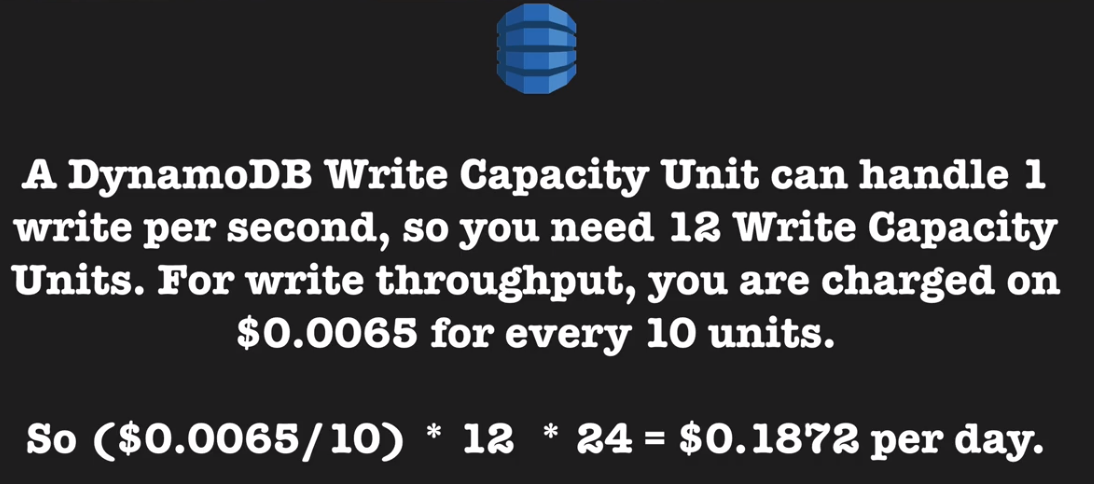 A DynamoDB Write Capacity Unit can handle 1
write per second, so you need 12 Write Capacity
Units. For write throughput, you are charged on
$0.0065 for every 10 units.
So ($0.0065/10) * 12 * 24 = $0.1872 per day.